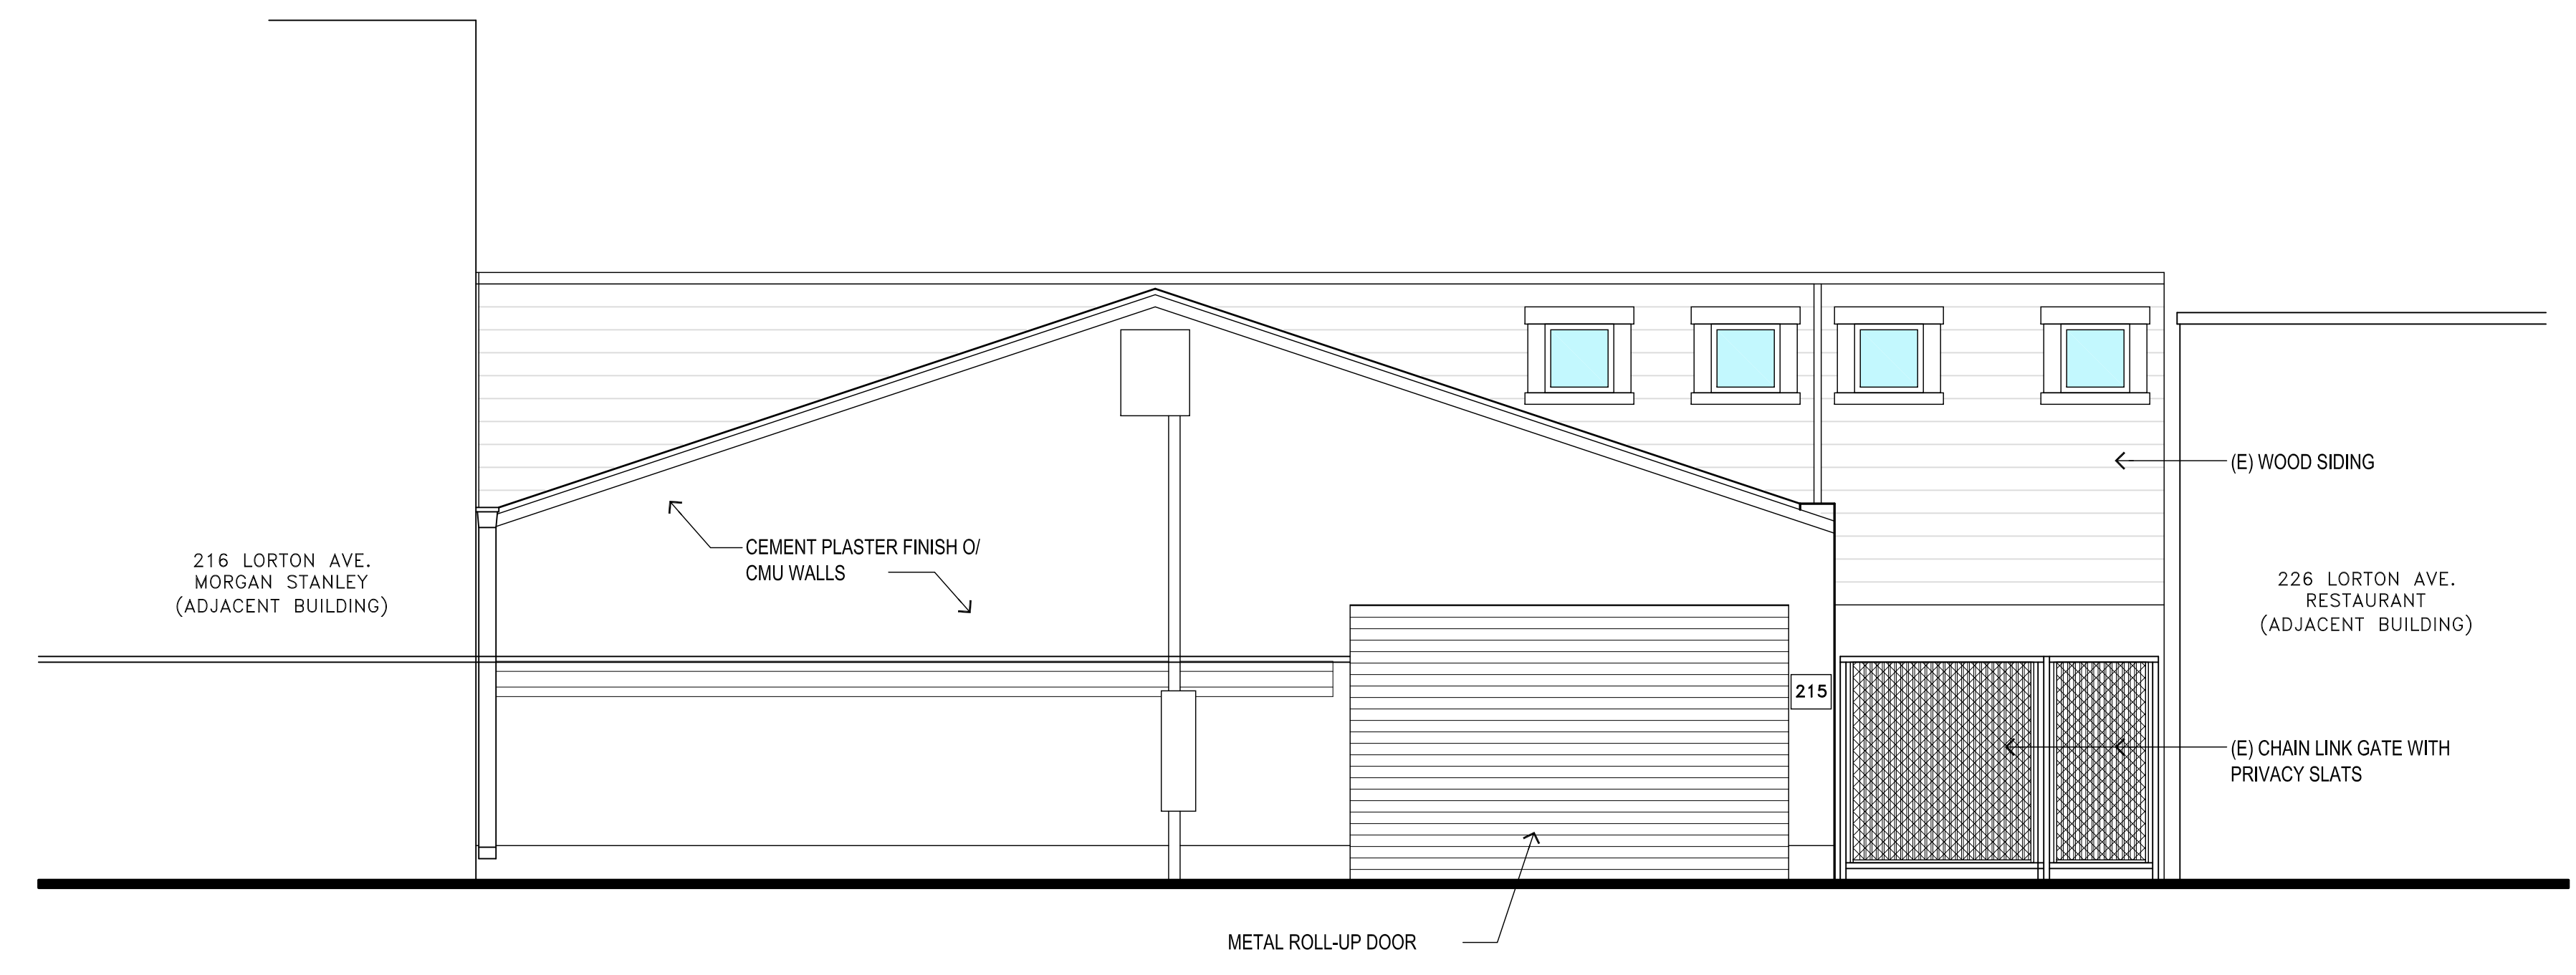 (E) WOOD SIDING
CEMENT PLASTER FINISH O/
CMU WALLS
216 LORTON AVE.
MORGAN STANLEY
(ADJACENT BUILDING)
226 LORTON AVE.
RESTAURANT
(ADJACENT BUILDING)
215
(E) CHAIN LINK GATE WITH
PRIVACY SLATS
METAL ROLL-UP DOOR